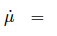 μ̇ =